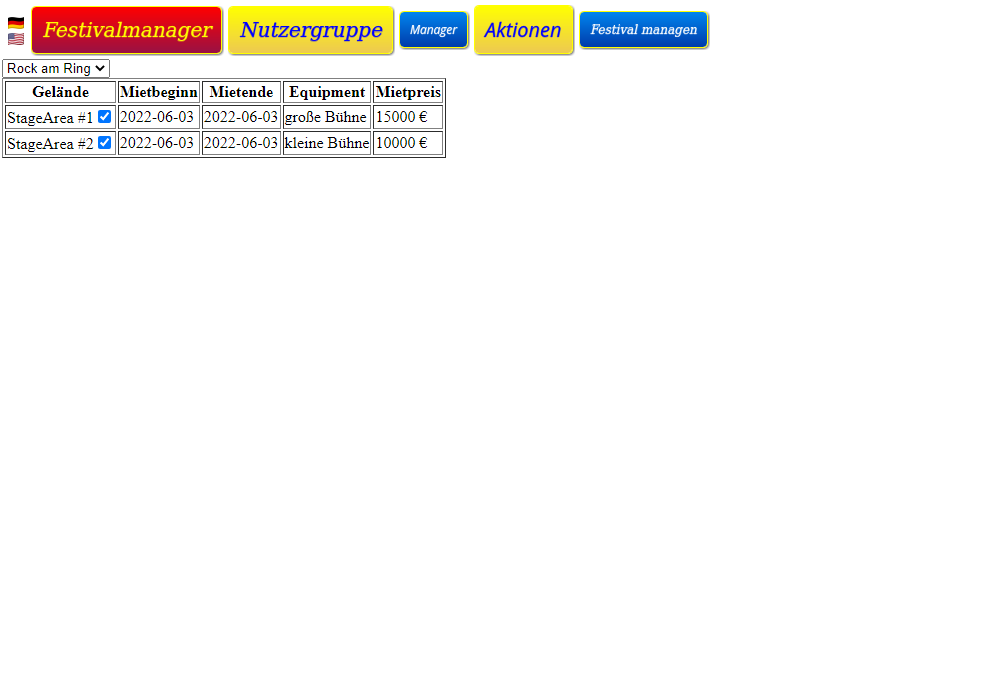 Festivalmanager Nutzergruppe Manager Aktionen Festival managen
Rock am Ring
Gelände Mietbeginn Mietende Equipment Mietpreis
StageArea #1 2022-06-03 2022-06-03 große Bühne 15000 €
StageArea #2 2022-06-03 2022-06-03 kleine Bühne 10000 €